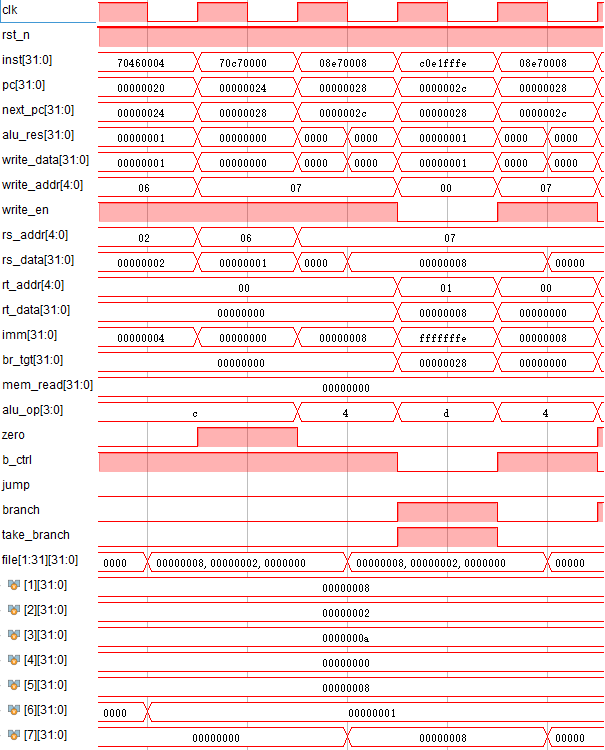 clk
rst_n
inst[31:0] 70460004 70c70000 08e70008 c0e1fffe 08e70008
pc[31:0] 00000020 00000024 00000028 0000002c 00000028
next_pc[31:0] 00000024 00000028 0000002c 00000028 0000002c
alu_res[31:0] 00000001 00000000 0000 0000 00000001 0000 0000
write_data[31:0] 00000001 00000000 0000 0000 00000001 0000 0000
write_addr[4:0] 06 07 00 07
write_en
rs_addr[4:0] 02 06 07
rs_data[31:0] 00000002 00000001 0000 00000008 00000
rt_addr[4:0] 00 01 00
rt_data[31:0] 00000000 00000008 00000000
imm[31:0] 00000004 00000000 00000008 fffffffe 00000008
br_tgt[31:0] 00000000 00000028 00000000
mem_read[31:0] 00000000
alu_op[3:0] c 4 d 4
zero
b_ctrl
jump
branch
take_branch
file[1:31][31:0] 0000 00000008, 00000002, 0000000 00000008, 00000002, 0000000 00000
[1][31:0] 00000008
[2][31:0] 00000002
[3][31:0] 0000000a
[4][31:0] 00000000
[5][31:0] 00000008
[6][31:0] 0000 00000001
[7][31:0] 00000000 00000008 00000